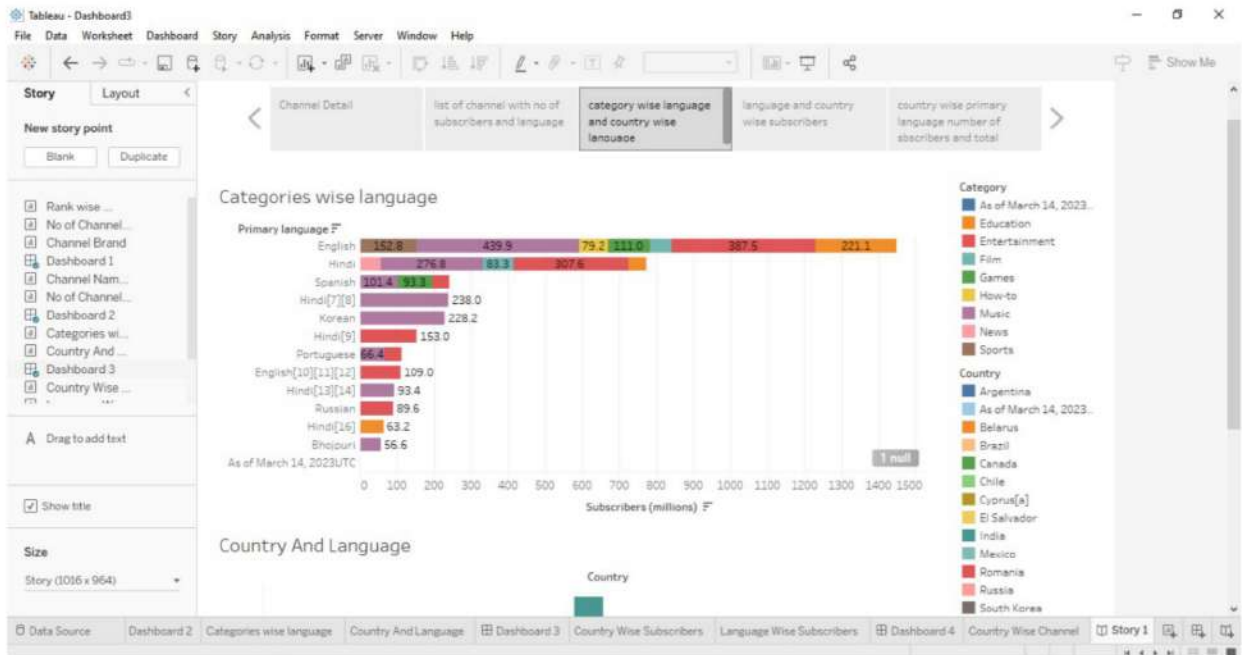 Tableau - Dashboard3
File Data Worksheet Dashboard Story Analysis Format Server Window Help
Show Me
Story Layout
New story point
Blank Duplicate
Rank wise ...
No of Channel...
Channel Brand
Dashboard 1
Channel Nam...
No of Channel...
Dashboard 2
Categories wi...
Country And ...
Dashboard 3
Country Wise ...
A Drag to add text
Show title
Size
Story (1016 x 964)
Channel Detail
list of channel with no of
subscribers and language
category wise language
and country wise
language
language and country
wise subscribers
country wise primary
language number of
sbscribers and total
Categories wise language
Primary language
English 152.8 439.9 79.2 111.0 387.5 221.1
Hindi 276.8 83.3 307.6
Spanish 101.4 93.3
Hindi[7][8] 238.0
Korean 228.2
Hindi[9] 153.0
Portuguese 66.4
English[10][11][12] 109.0
Hindi[13][14] 93.4
Russian 89.6
Hindi[16] 63.2
Bhojpuri 56.6
As of March 14, 2023UTC
1 null
0 100 200 300 400 500 600 700 800 900 1000 1100 1200 1300 1400 1500
Subscribers (millions)
Country And Language
Country
Category
As of March 14, 2023..
Education
Entertainment
Film
Games
How-to
Music
News
Sports
Country
Argentina
As of March 14, 2023..
Belarus
Brazil
Canada
Chile
Cyprus[a]
El Salvador
India
Mexico
Romania
Russia
South Korea
Data Source Dashboard 2 Categories wise language Country And Language Dashboard 3 Country Wise Subscribers Language Wise Subscribers Dashboard 4 Country Wise Channel Story 1